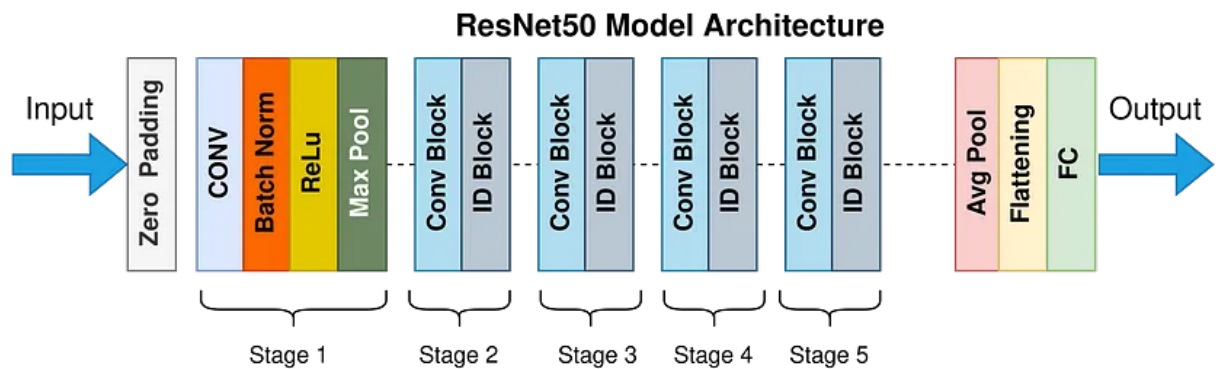 ResNet50 Model Architecture
Input
Zero Padding
CONV
Batch Norm
ReLu
Max Pool
Conv Block
ID Block
Conv Block
ID Block
Conv Block
ID Block
Conv Block
ID Block
Avg Pool
Flattening
FC
Output
Stage 1
Stage 2
Stage 3
Stage 4
Stage 5